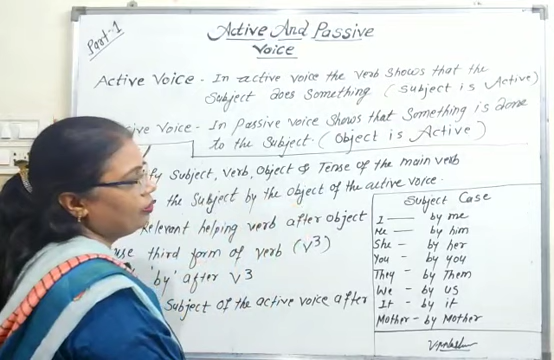 Part-1
Active And Passive
Voice
Active Voice - In active voice the verb shows that the
Subject does something (Subject is Active)
ive Voice - In Passive voice shows that Something is done
to the Subject. (Object is Active)
fy Subject, Verb, Object & Tense of the main verb
the Subject by the object of the active voice.
Relevant helping verb after object
use third form of verb (V3)
'by' after V3
Subject of the active voice after
Subject Case
I — by me
He — by him
She - by her
You - by you
They - by Them
We - by us
It - by it
Mother - by Mother